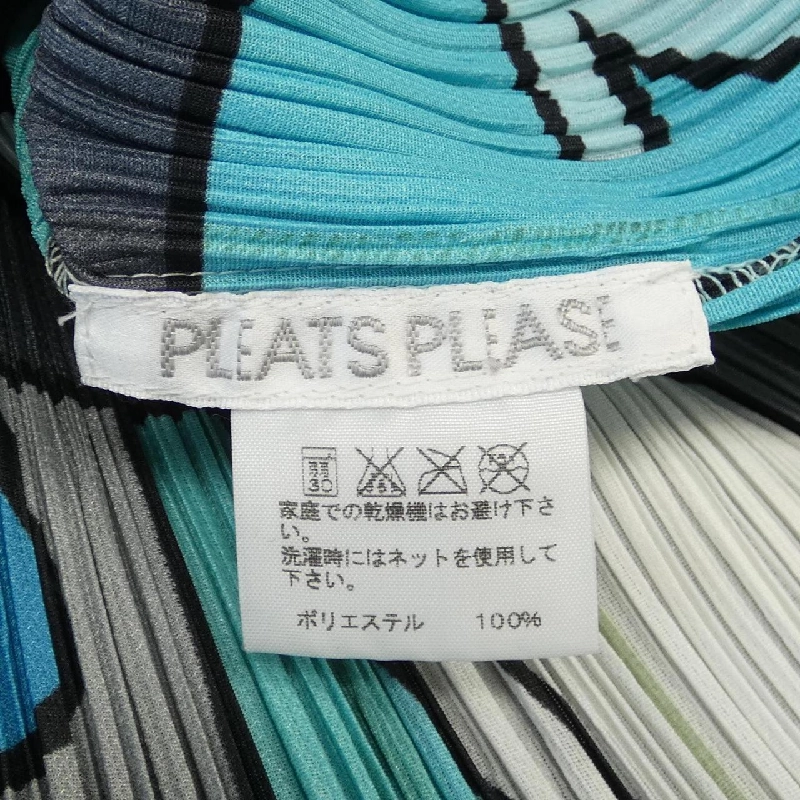 PLEATS PLEASE
弱
30
家庭での乾燥機はお避け下さ
い。
洗濯時にはネットを使用して
下さい。
ポリエステル 100%